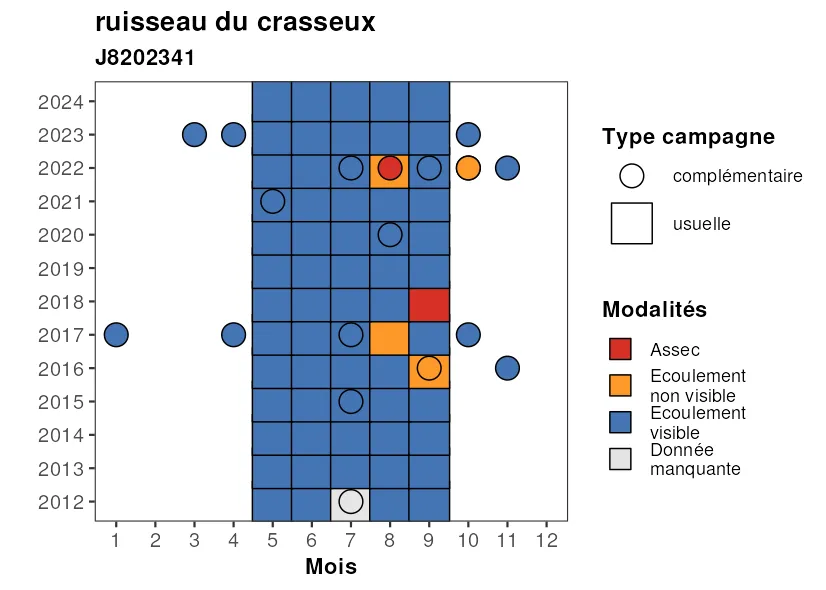 ruisseau du crasseux
J8202341
2024
2023
2022
2021
2020
2019
2018
2017
2016
2015
2014
2013
2012
1 2 3 4 5 6 7 8 9 10 11 12
Mois
Type campagne
complémentaire
usuelle
Modalités
Assec
Ecoulement
non visible
Ecoulement
visible
Donnée
manquante